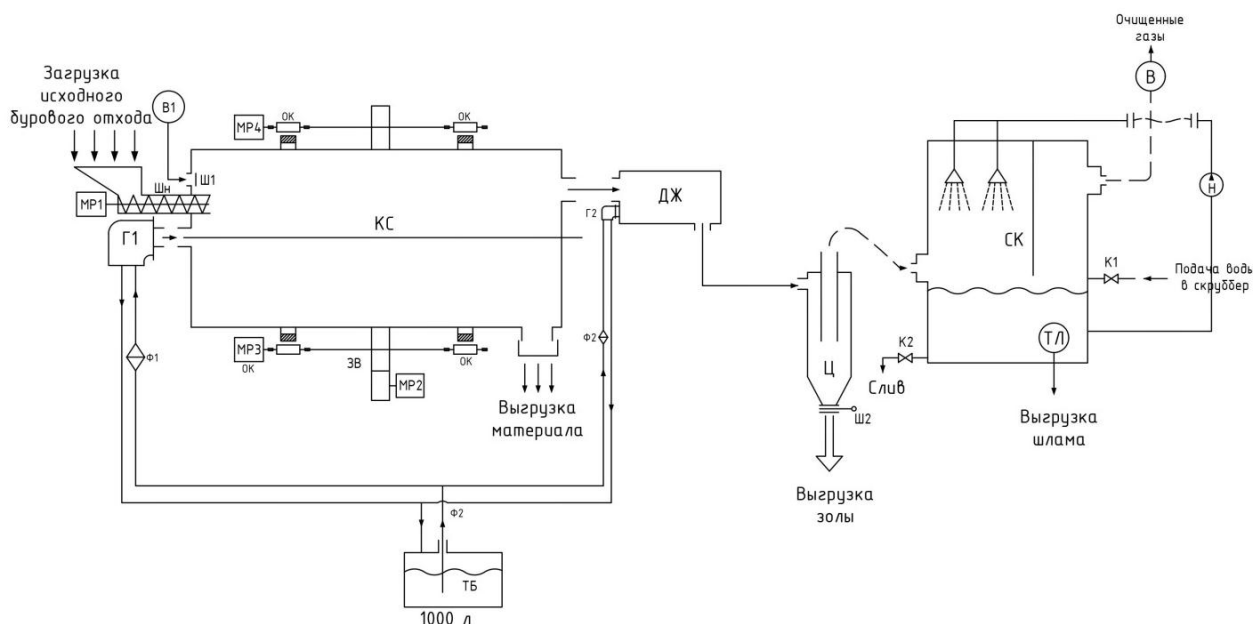 Очищенные
газы
Загрузка
исходного
бурового отхода
В1
В
МР4
ОК
ОК
Шн
Ш1
МР1
Г1
КС
Г2
ДЖ
СК
Н
К1
Подача воды
в скруббер
Ф1
МР3
ОК
ЗВ
МР2
ОК
Ф2
Выгрузка
материала
Ц
Ш2
К2
Слив
ТЛ
Выгрузка
шлама
Выгрузка
золы
Ф2
ТБ
1000 л